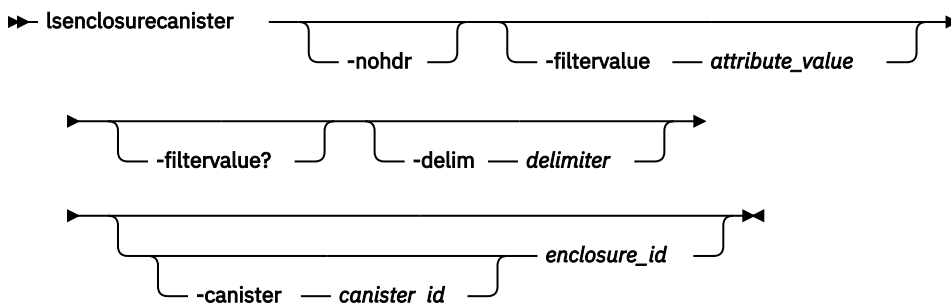 lsenclosurecanister
-nohdr -filtervalue attribute_value
-filtervalue? -delim delimiter
enclosure_id
-canister canister_id